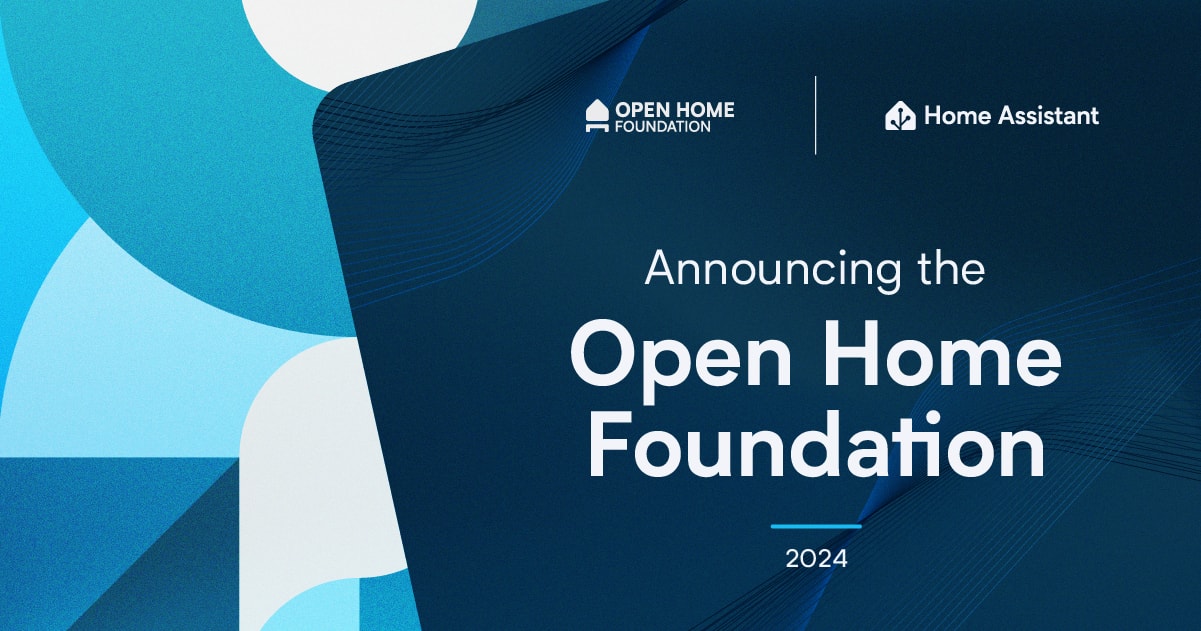 OPEN HOME
FOUNDATION
Home Assistant
Announcing the
Open Home
Foundation
2024